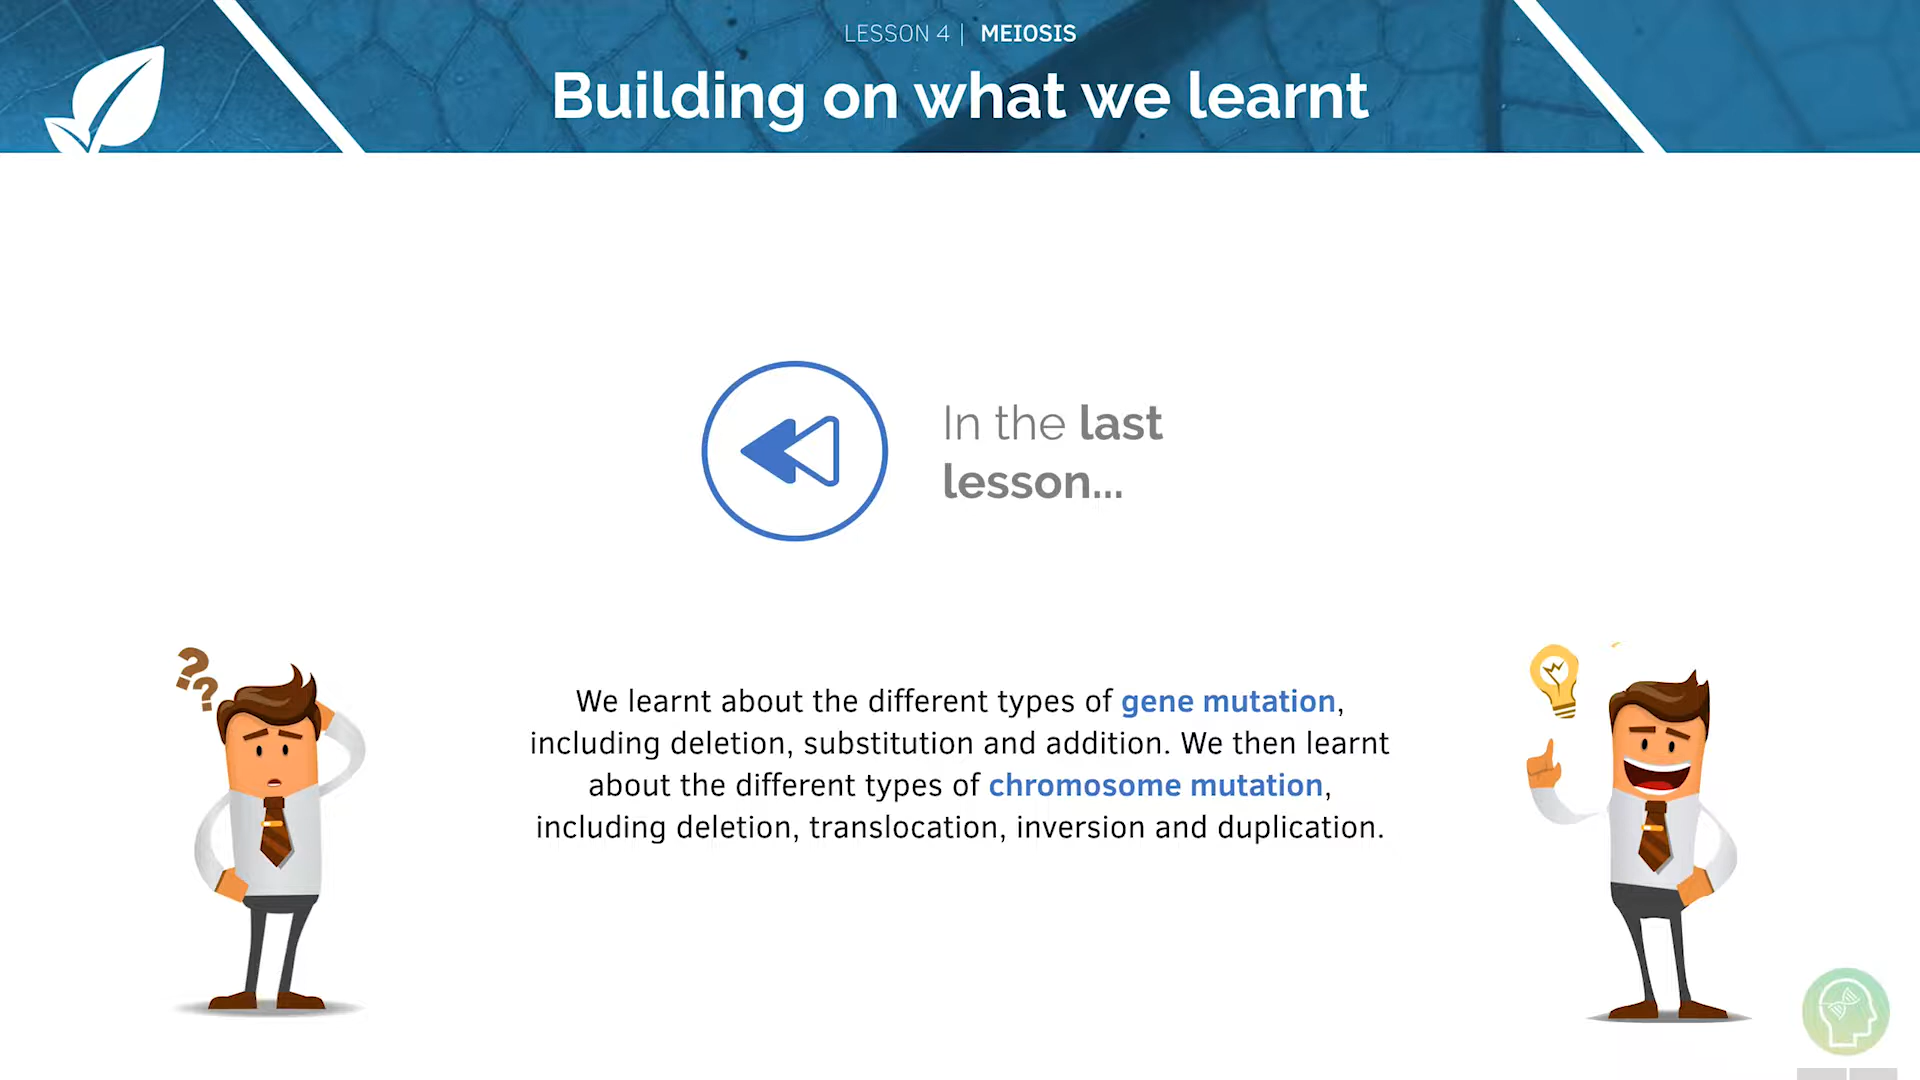 LESSON 4 | MEIOSIS
Building on what we learnt
In the last
lesson...
??
We learnt about the different types of gene mutation,
including deletion, substitution and addition. We then learnt
about the different types of chromosome mutation,
including deletion, translocation, inversion and duplication.